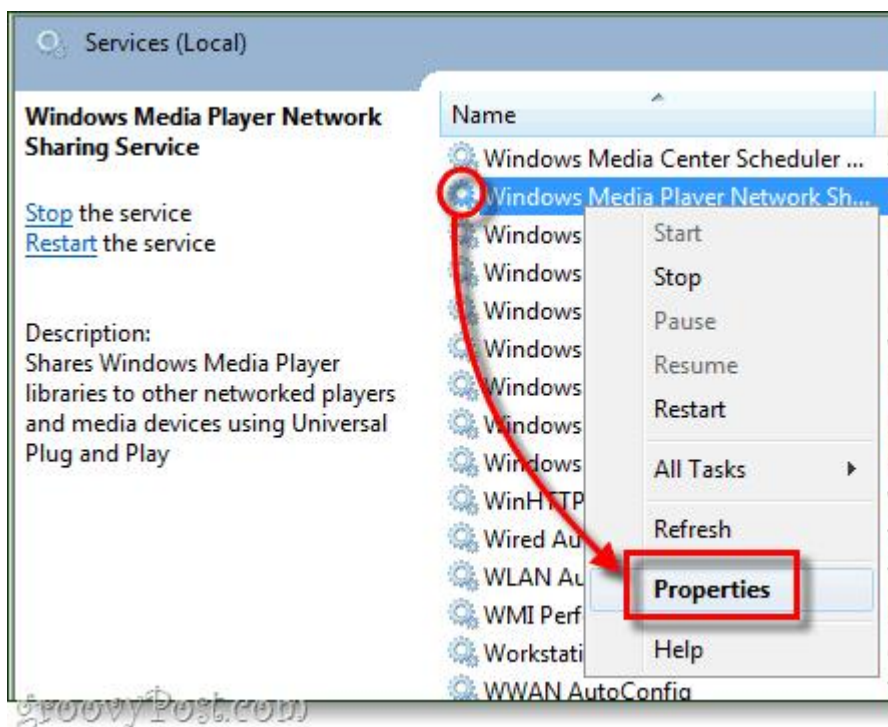 Services (Local)
Windows Media Player Network
Sharing Service
Stop the service
Restart the service
Description:
Shares Windows Media Player
libraries to other networked players
and media devices using Universal
Plug and Play
Name
Windows Media Center Scheduler ...
Windows Media Player Network Sh...
Windows
Windows
Windows
Windows
Windows
Windows
Windows
WinHTTP
Wired Au
WLAN Au
WMI Perf
Workstati
WWAN AutoConfig
Start
Stop
Pause
Resume
Restart
All Tasks
Refresh
Properties
Help
groovyPost.com